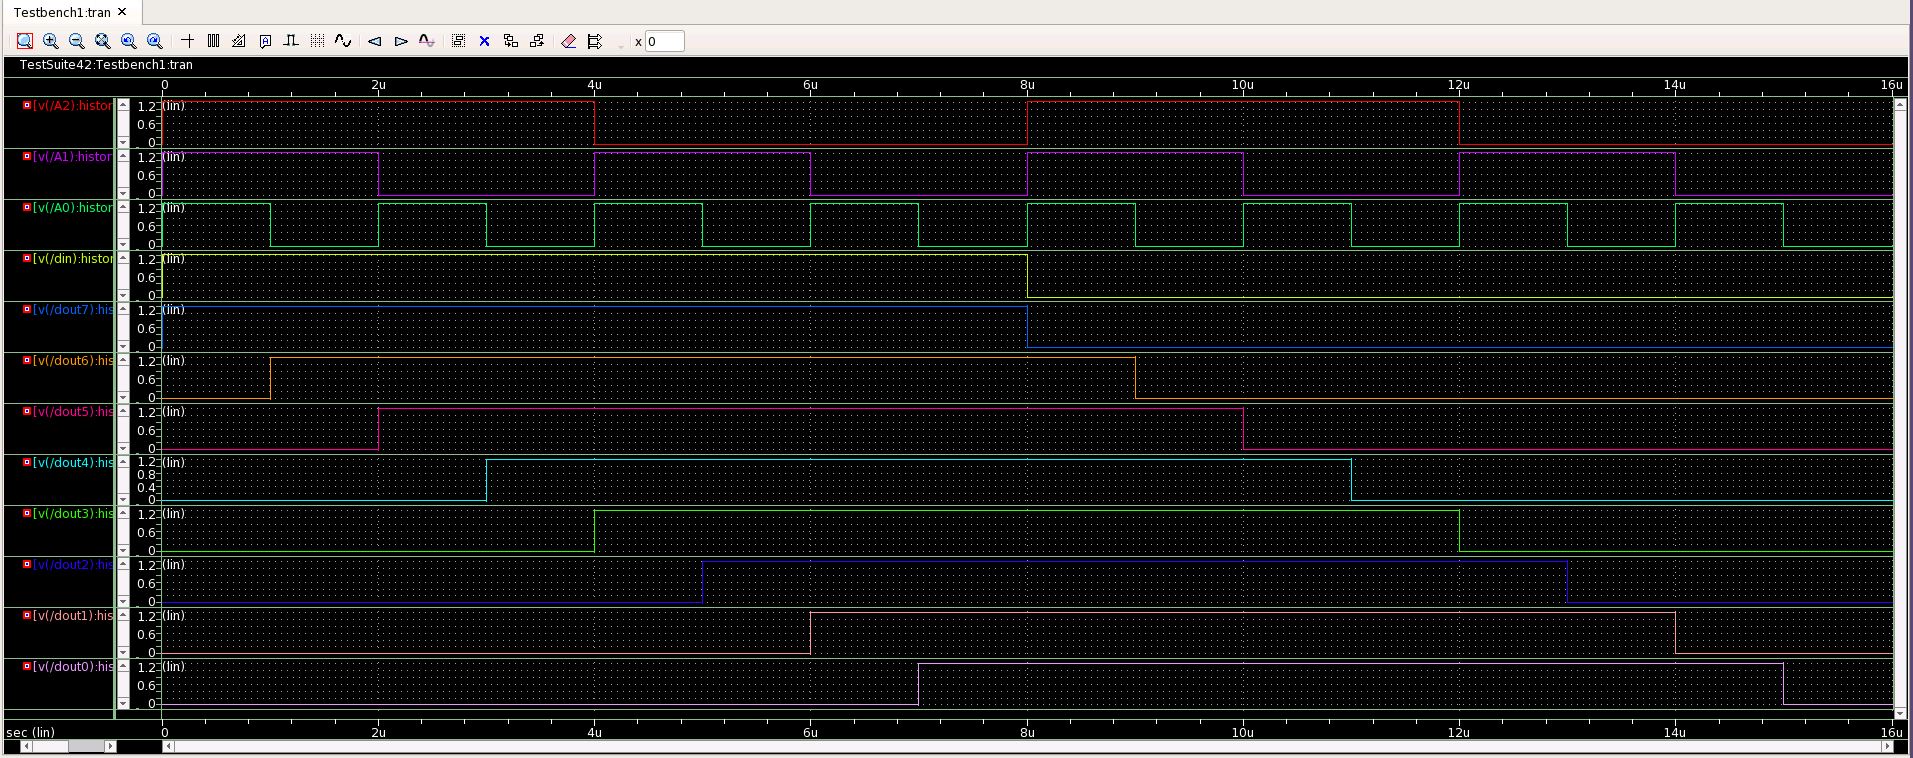 Testbench1:tran
x 0
TestSuite42:Testbench1:tran
0 2u 4u 6u 8u 10u 12u 14u 16u
[v(/A2):histor 1.2 (lin)
0.6
0
[v(/A1):histor 1.2 (lin)
0.6
0
[v(/A0):histor 1.2 (lin)
0.6
0
[v(/din):histor 1.2 (lin)
0.6
0
[v(/dout7):his 1.2 (lin)
0.6
0
[v(/dout6):his 1.2 (lin)
0.6
0
[v(/dout5):his 1.2 (lin)
0.6
0
[v(/dout4):his 1.2 (lin)
0.8
0.4
0
[v(/dout3):his 1.2 (lin)
0.6
0
[v(/dout2):his 1.2 (lin)
0.6
0
[v(/dout1):his 1.2 (lin)
0.6
0
[v(/dout0):his 1.2 (lin)
0.6
0
sec (lin) 0 2u 4u 6u 8u 10u 12u 14u 16u